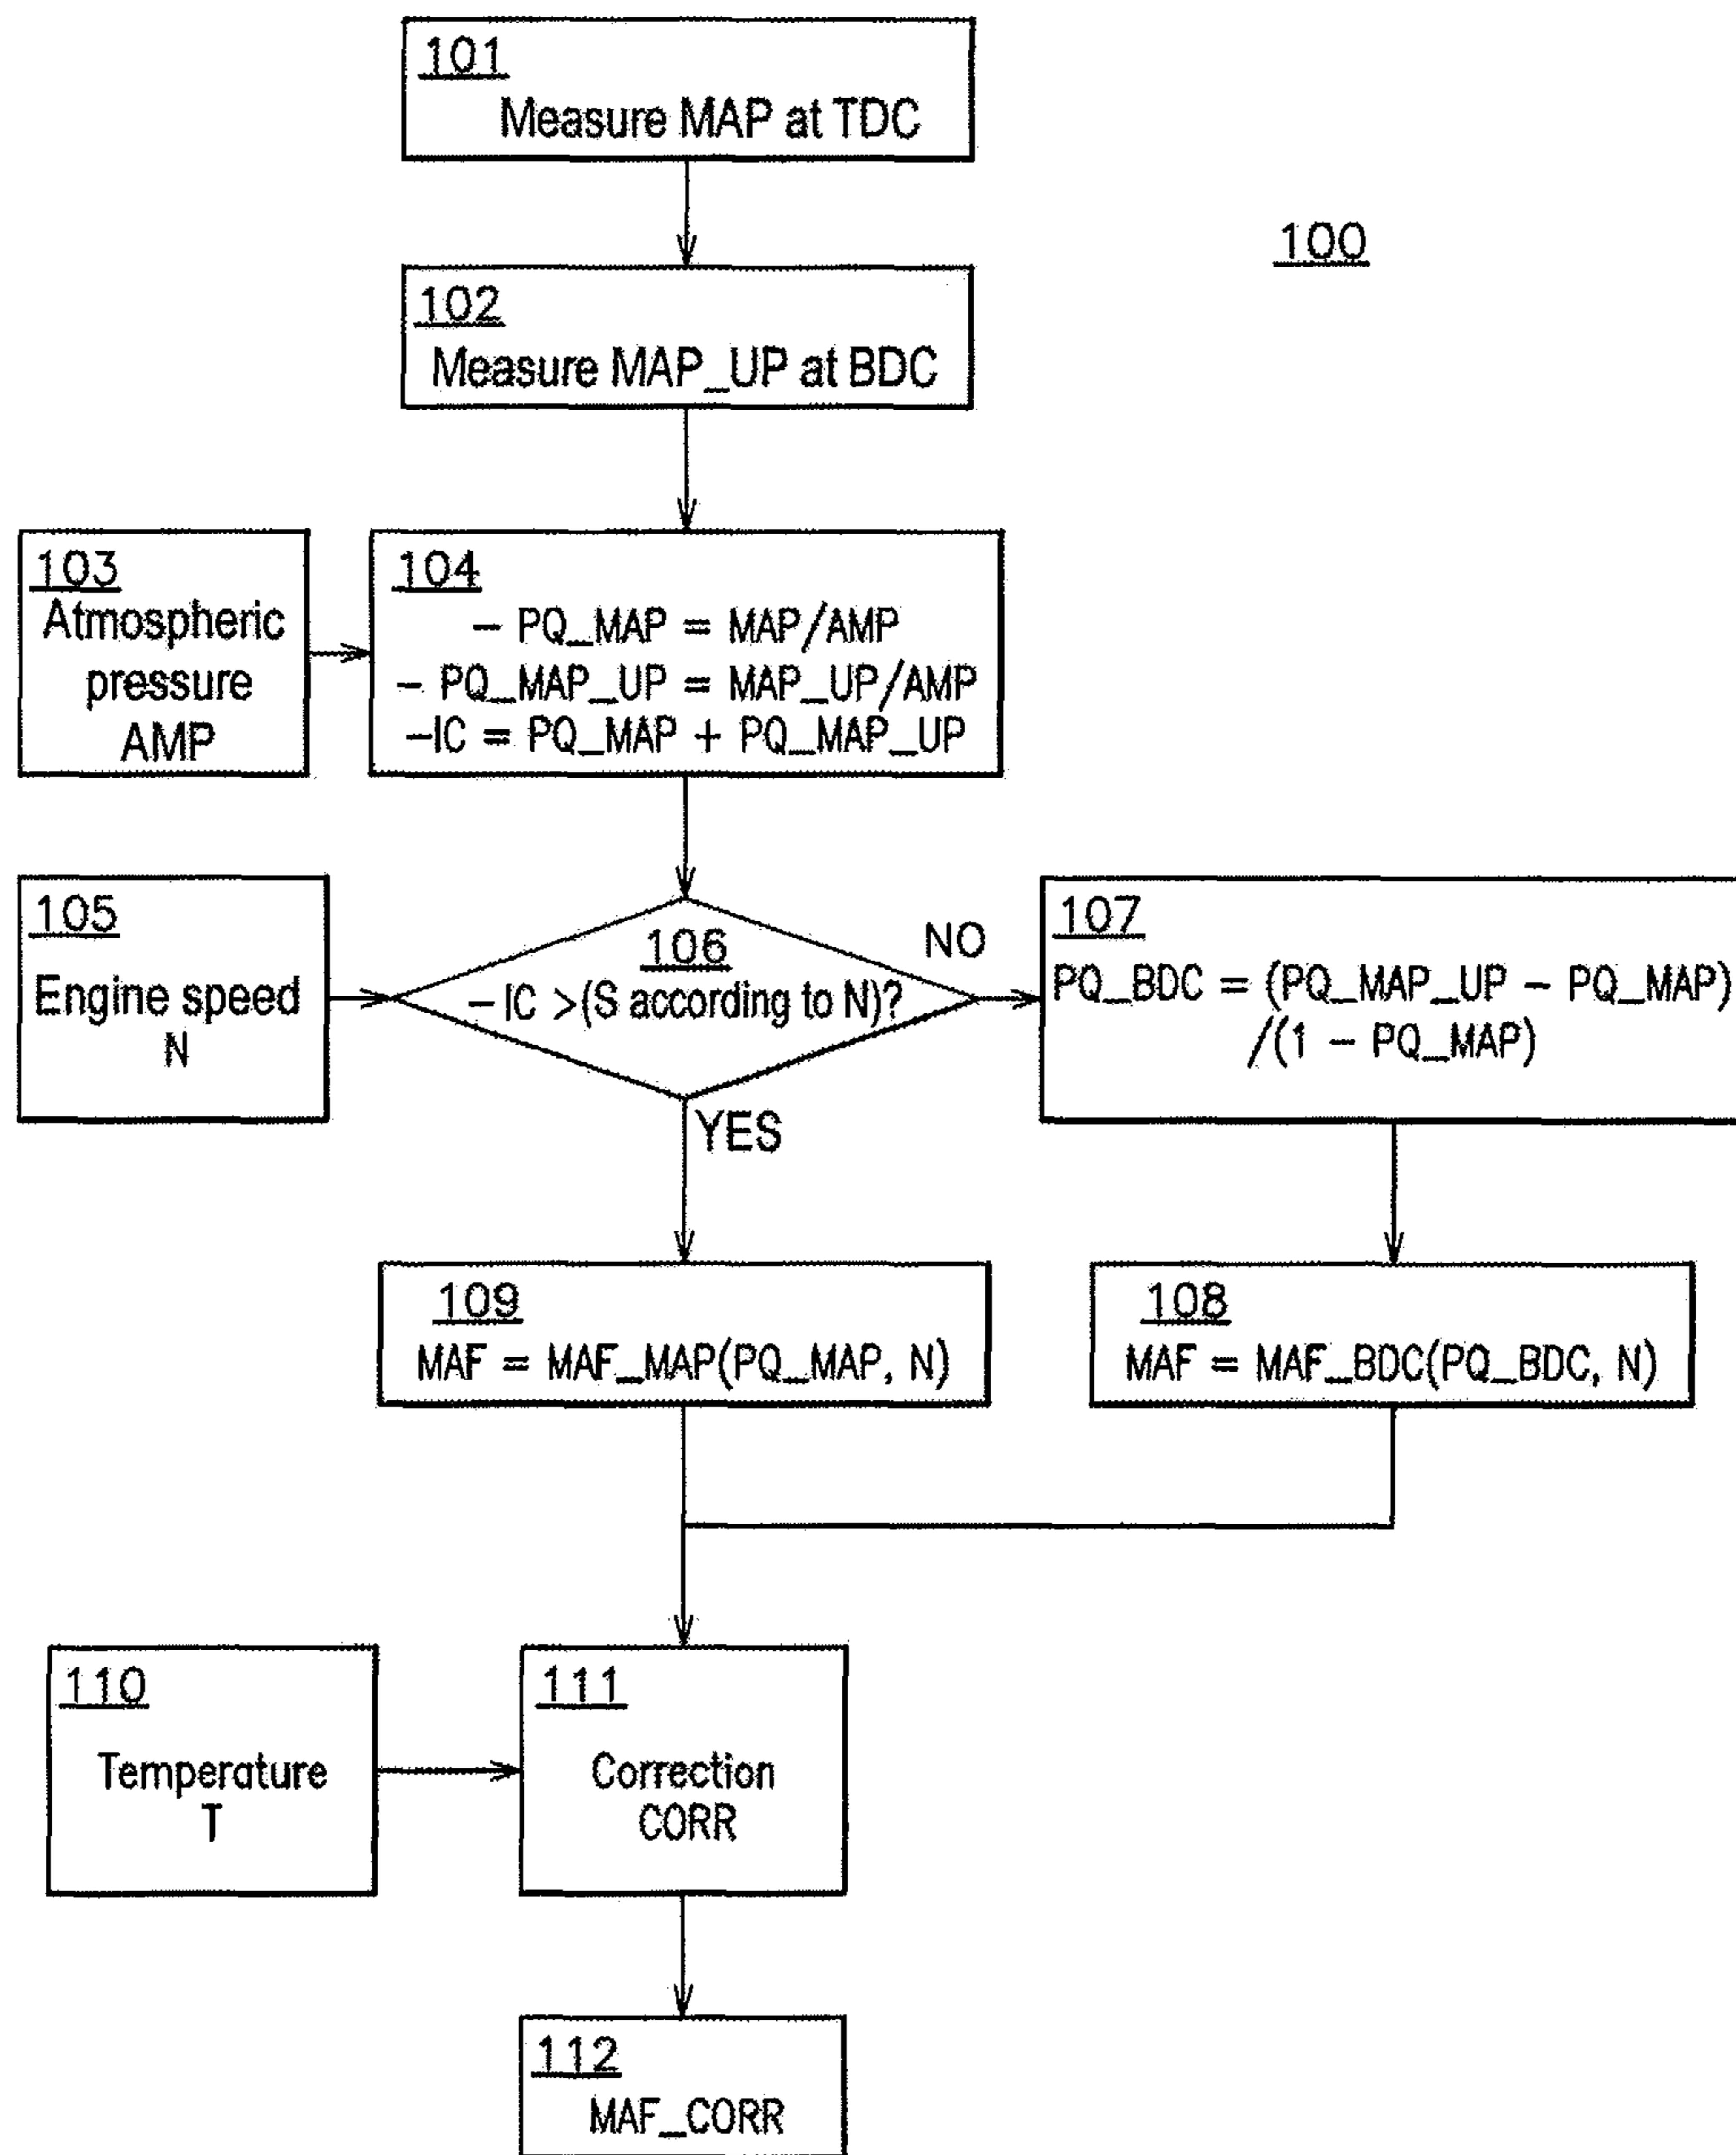 101
Measure MAP at TDC
100
102
Measure MAP_UP at BDC
103
Atmospheric
pressure
AMP
104
– PQ_MAP = MAP/AMP
– PQ_MAP_UP = MAP_UP/AMP
–IC = PQ_MAP + PQ_MAP_UP
105
Engine speed
N
106
– IC >(S according to N)?
NO
YES
107
PQ_BDC = (PQ_MAP_UP – PQ_MAP)
/(1 – PQ_MAP)
109
MAF = MAF_MAP(PQ_MAP, N)
108
MAF = MAF_BDC(PQ_BDC, N)
110
Temperature
T
111
Correction
CORR
112
MAF_CORR